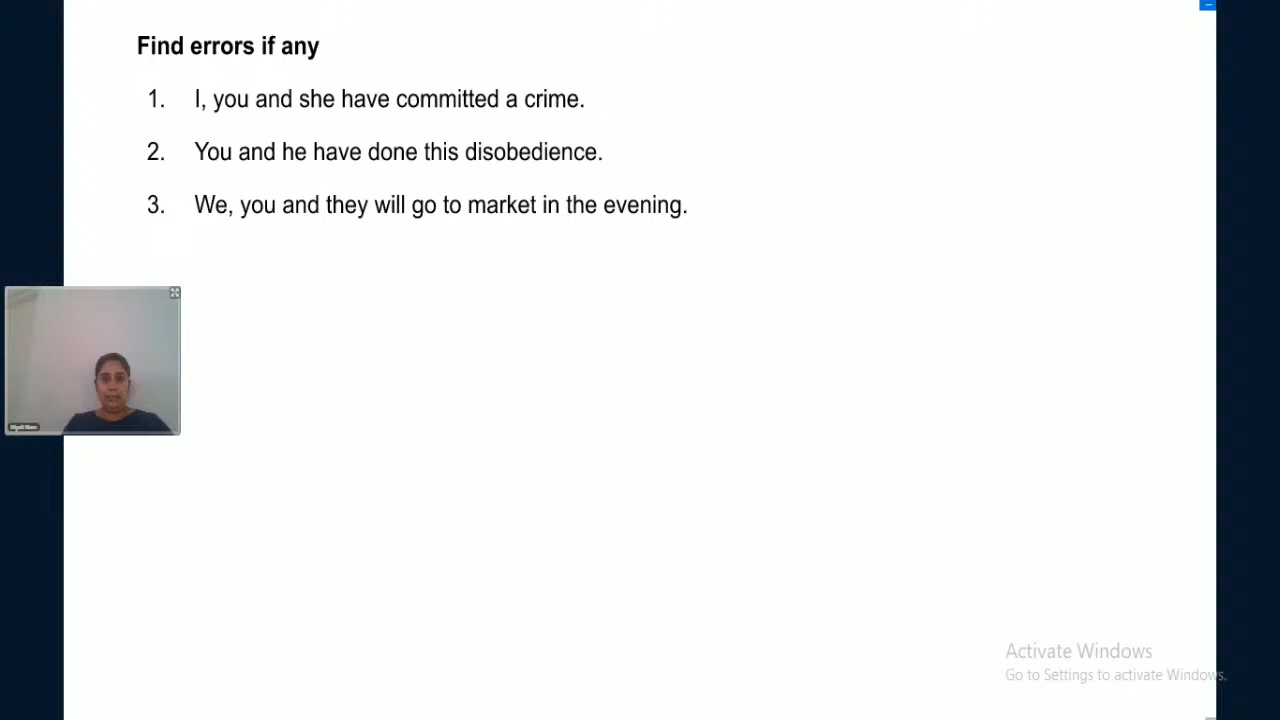 Find errors if any
1. I, you and she have committed a crime.
2. You and he have done this disobedience.
3. We, you and they will go to market in the evening.
Activate Windows
Go to Settings to activate Windows.